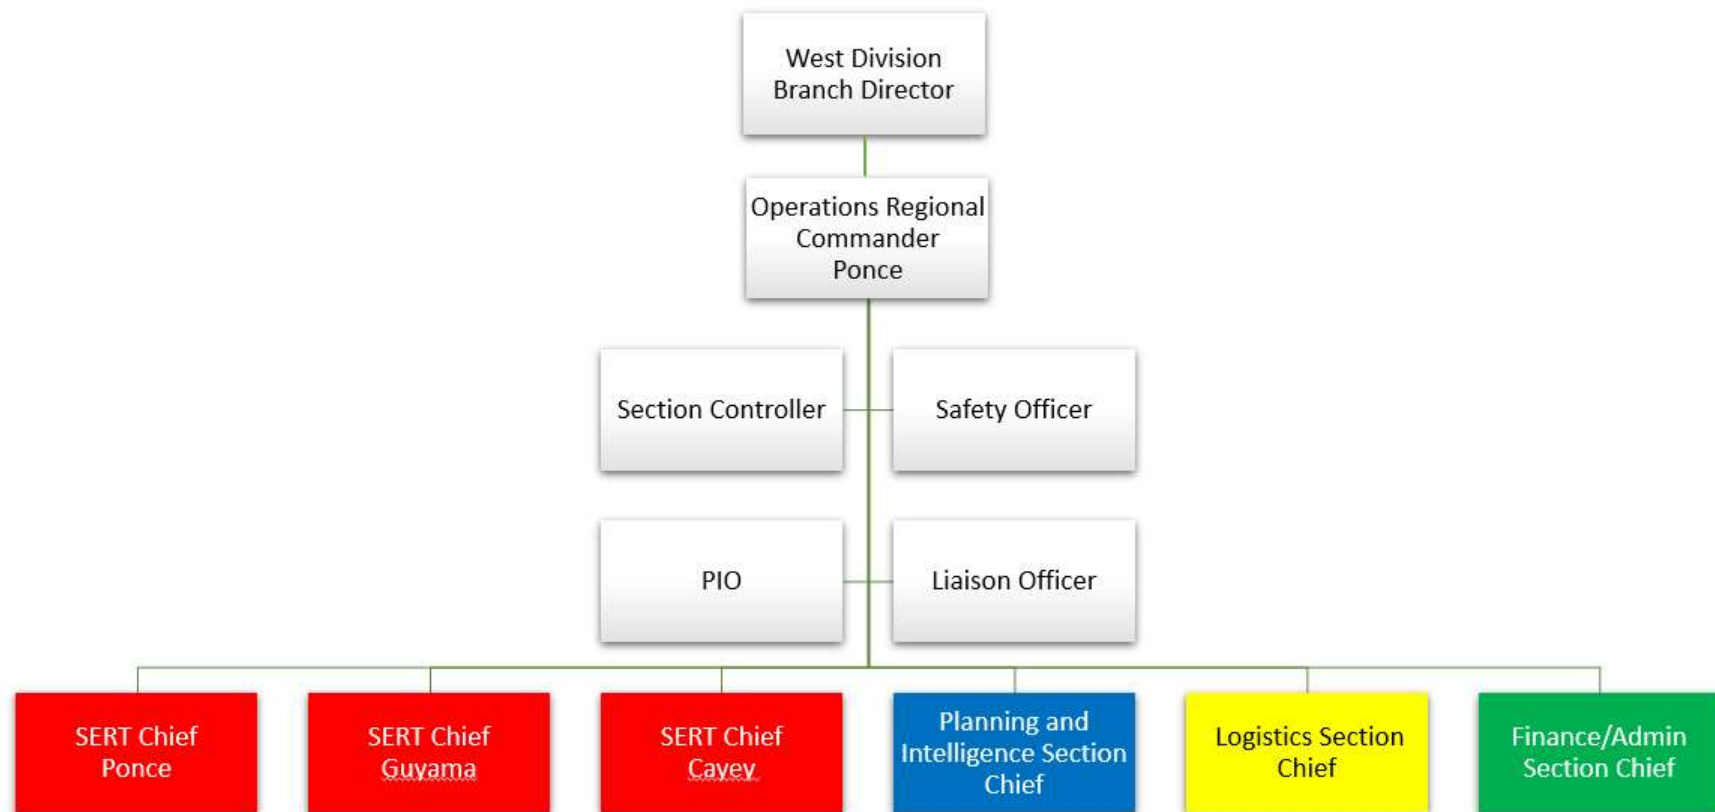 West Division
Branch Director
Operations Regional
Commander
Ponce
Section Controller
Safety Officer
PIO
Liaison Officer
SERT Chief
Ponce
SERT Chief
Guyama
SERT Chief
Cayey
Planning and
Intelligence Section
Chief
Logistics Section
Chief
Finance/Admin
Section Chief